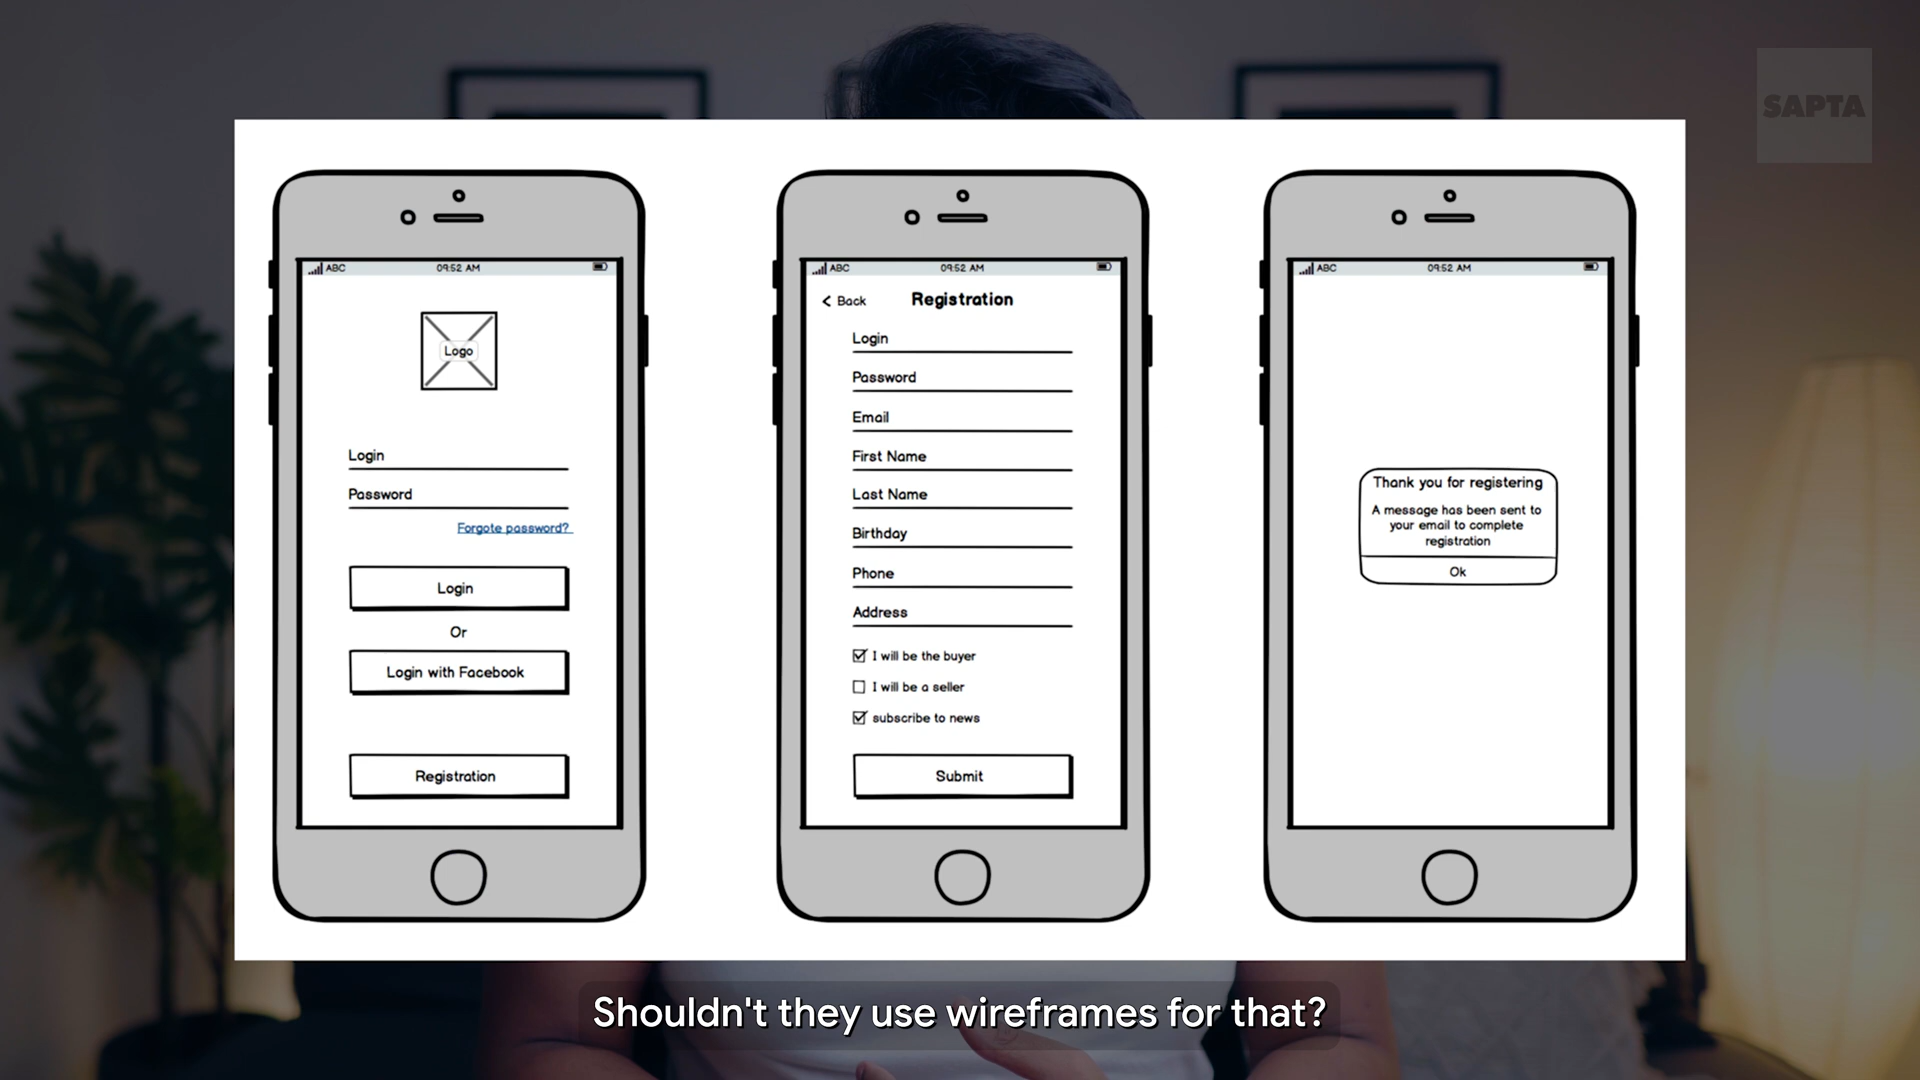 SAPTA
ABC 09:52 AM
Logo
Login
Password
Forgote password?
Login
Or
Login with Facebook
Registration
ABC 09:52 AM
< Back Registration
Login
Password
Email
First Name
Last Name
Birthday
Phone
Address
I will be the buyer
I will be a seller
subscribe to news
Submit
ABC 09:52 AM
Thank you for registering
A message has been sent to
your email to complete
registration
Ok
Shouldn't they use wireframes for that?